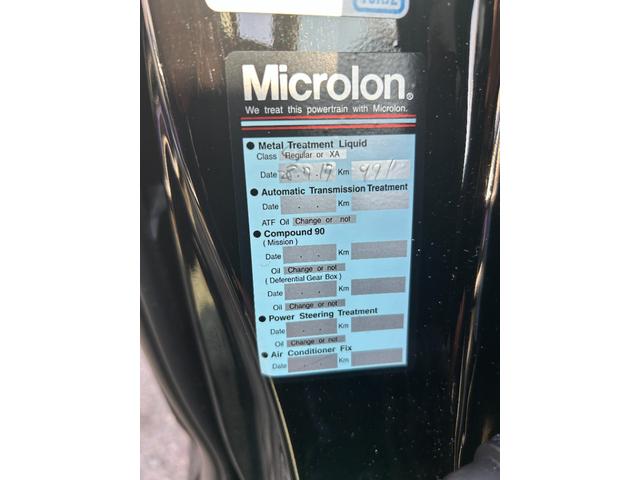 Microlon®
We treat this powertrain with Microlon.
● Metal Treatment Liquid
Class Regular or XA
Date Km 991
● Automatic Transmission Treatment
Date . . Km
ATF Oil Change or not
● Compound 90
( Mission )
Date . . Km
Oil Change or not
( Deferential Gear Box )
Date . . Km
Oil Change or not
● Power Steering Treatment
Date . . Km
Oil Change or not
● Air Conditioner Fix
Date . . Km